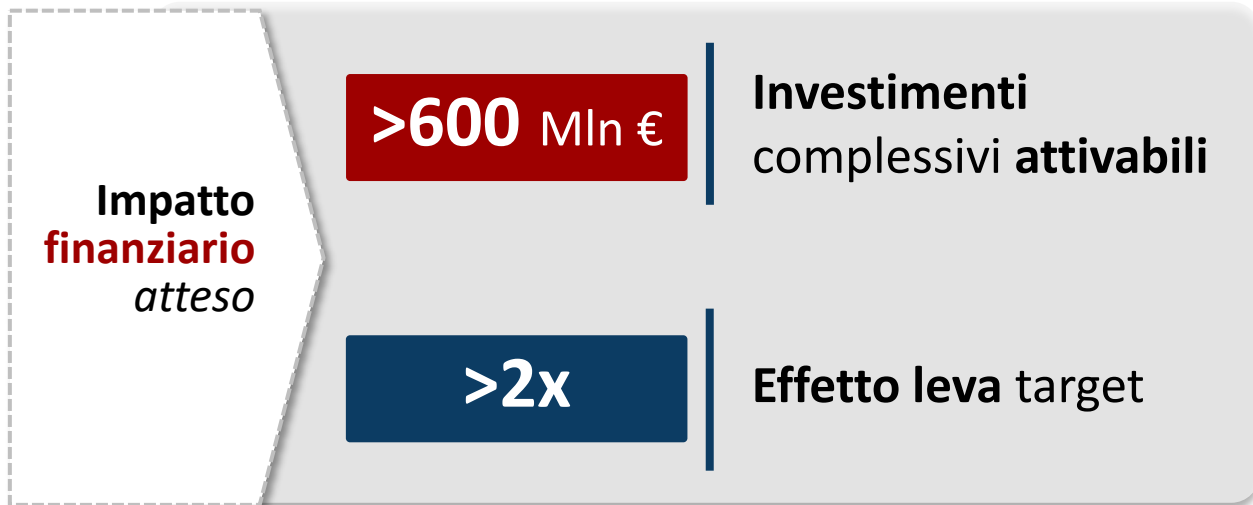 Impatto
finanziario
atteso
>600 Mln €
Investimenti
complessivi attivabili
>2x
Effetto leva target